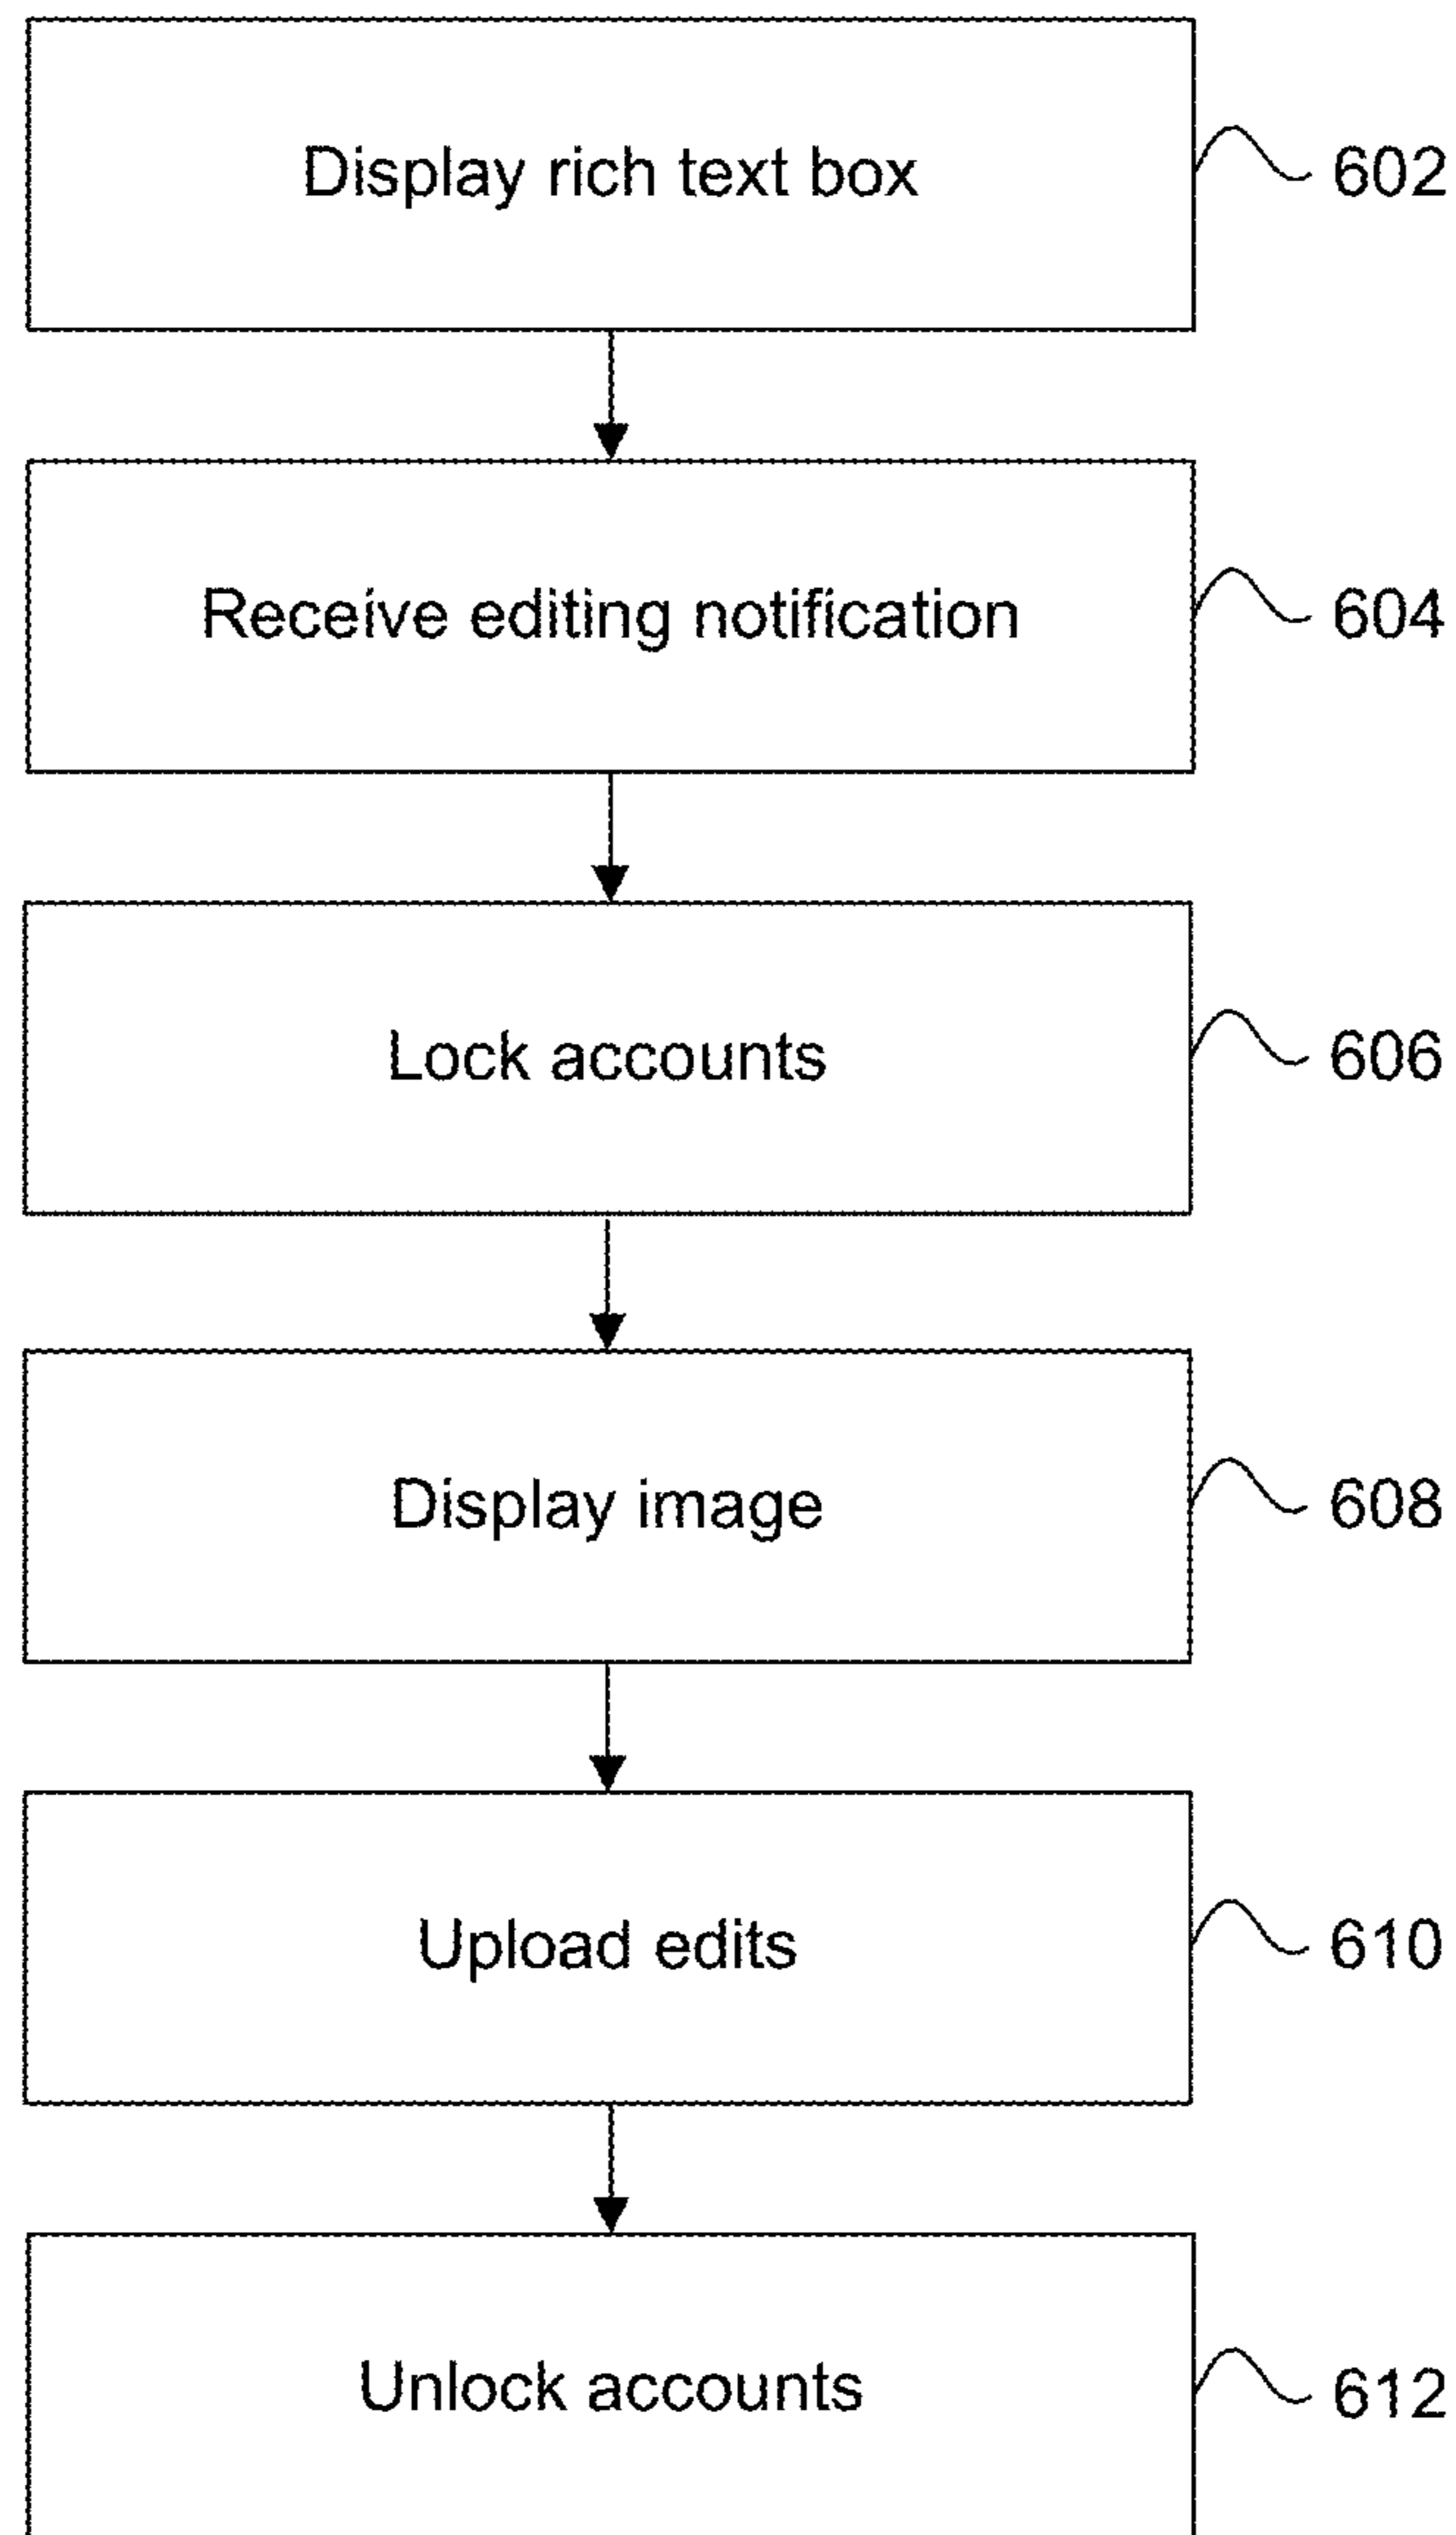 Display rich text box
602
Receive editing notification
604
Lock accounts
606
Display image
608
Upload edits
610
Unlock accounts
612